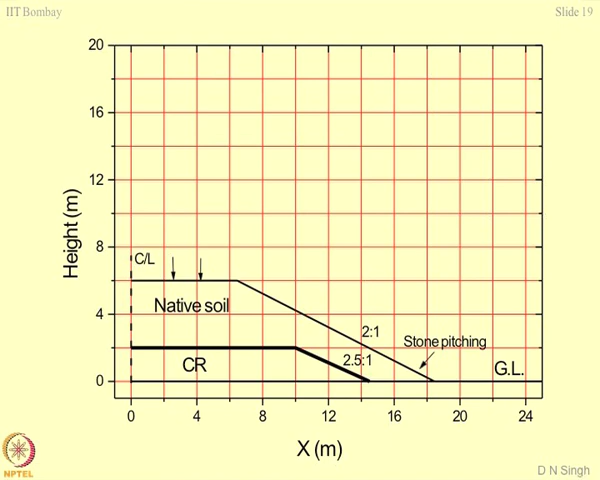 IIT Bombay
Slide 19
20
16
12
8
4
0
Height (m)
C/L
Native soil
2:1
Stone pitching
2.5:1
CR
G.L.
0 4 8 12 16 20 24
X (m)
NPTEL
D N Singh